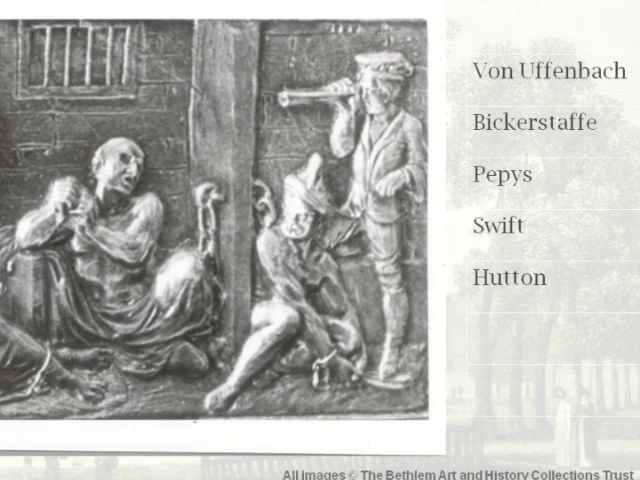 Von Uffenbach
Bickerstaffe
Pepys
Swift
Hutton
All images © The Bethlem Art and History Collections Trust